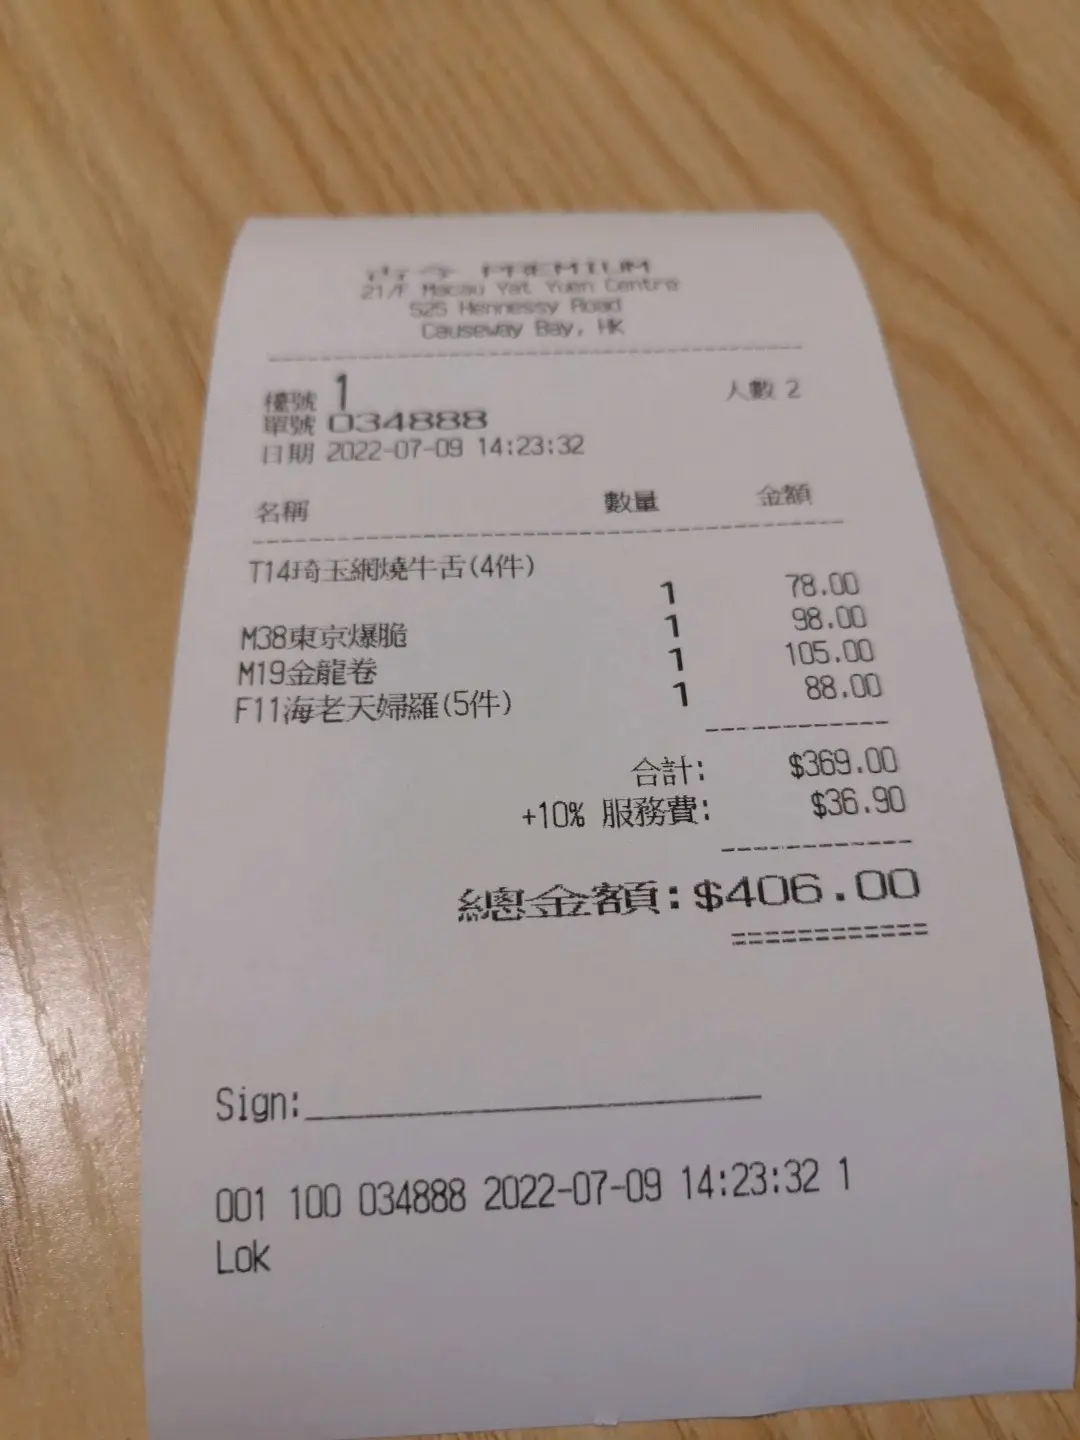 PREMIUM
21/F Macau Yat Yuen Centre
525 Hennessy Road
Causeway Bay, HK
檯號 1 人數 2
單號 034888
日期 2022-07-09 14:23:32
名稱 數量 金額
T14琦玉網燒牛舌(4件)
1 78.00
M38東京爆脆 1 98.00
M19金龍卷 1 105.00
F11海老天婦羅(5件) 1 88.00
合計: $369.00
+10% 服務費: $36.90
總金額:$406.00
Sign:
001 100 034888 2022-07-09 14:23:32 1
Lok